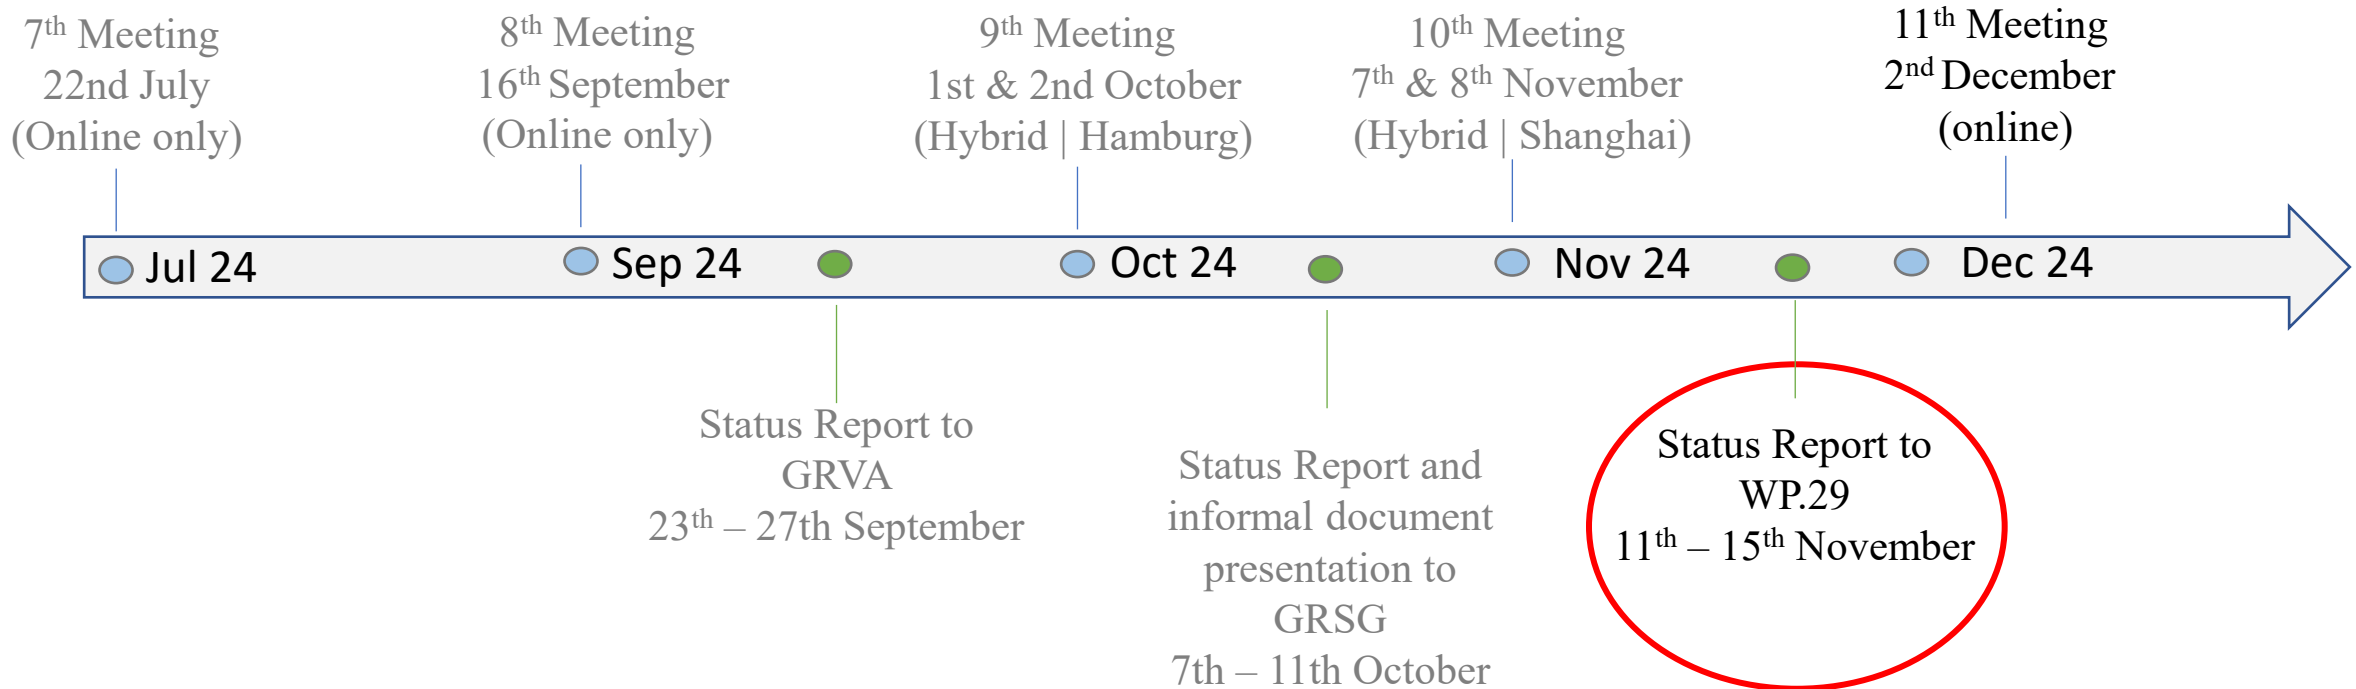 7th Meeting
22nd July
(Online only)
8th Meeting
16th September
(Online only)
9th Meeting
1st & 2nd October
(Hybrid | Hamburg)
10th Meeting
7th & 8th November
(Hybrid | Shanghai)
11th Meeting
2nd December
(online)
Jul 24
Sep 24
Oct 24
Nov 24
Dec 24
Status Report to
GRVA
23th – 27th September
Status Report and
informal document
presentation to
GRSG
7th – 11th October
Status Report to
WP.29
11th – 15th November